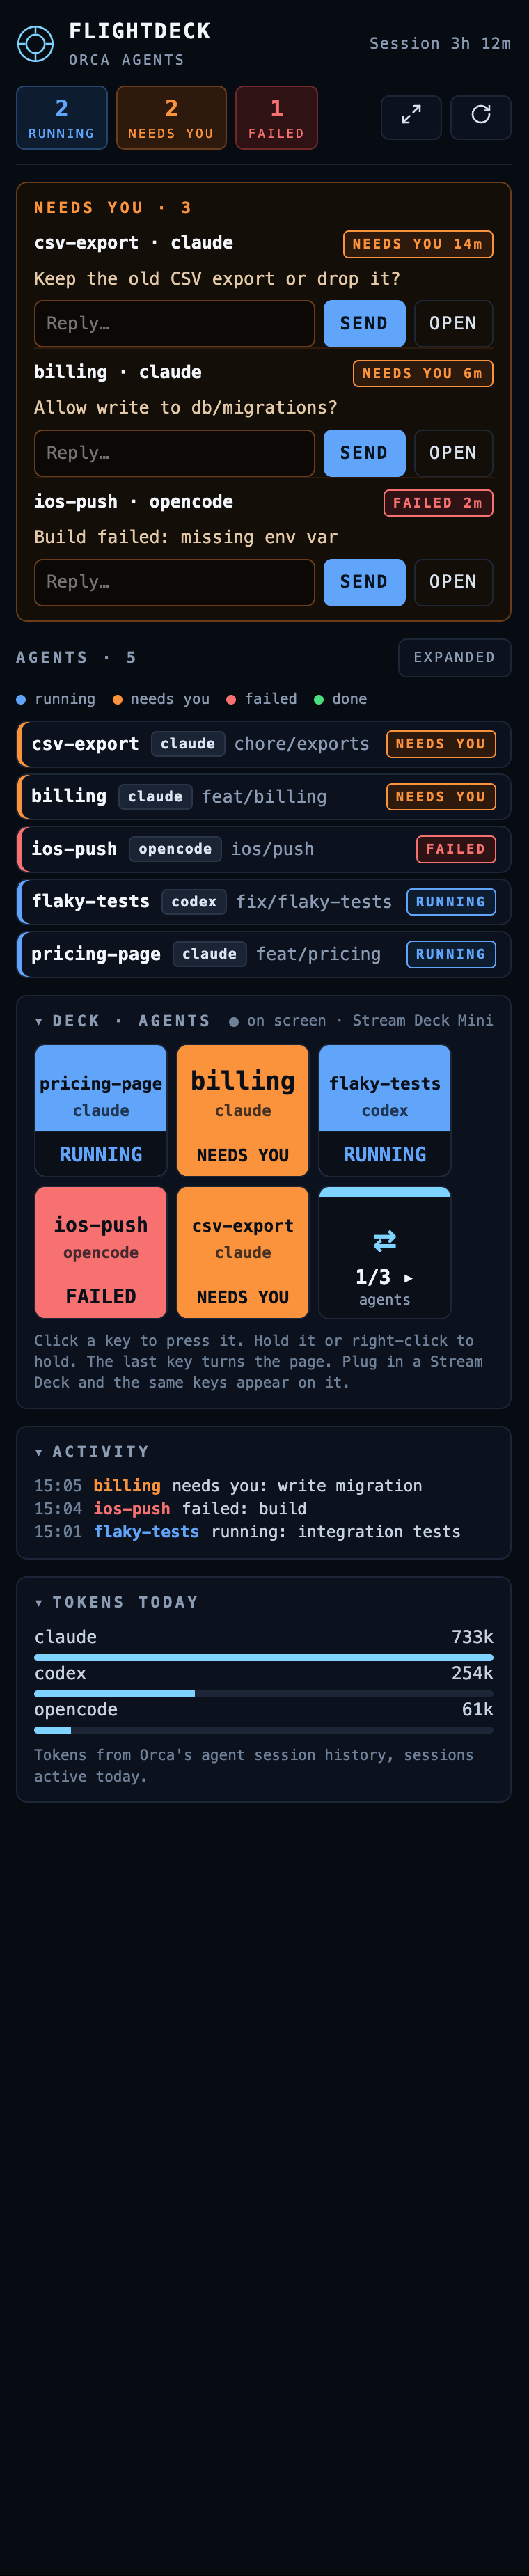 FLIGHTDECK
ORCA AGENTS
Session 3h 12m
2
RUNNING
2
NEEDS YOU
1
FAILED
NEEDS YOU · 3
csv-export · claude
NEEDS YOU 14m
Keep the old CSV export or drop it?
Reply…
SEND
OPEN
billing · claude
NEEDS YOU 6m
Allow write to db/migrations?
Reply…
SEND
OPEN
ios-push · opencode
FAILED 2m
Build failed: missing env var
Reply…
SEND
OPEN
AGENTS · 5
EXPANDED
running
needs you
failed
done
csv-export claude chore/exports NEEDS YOU
billing claude feat/billing NEEDS YOU
ios-push opencode ios/push FAILED
flaky-tests codex fix/flaky-tests RUNNING
pricing-page claude feat/pricing RUNNING
▾ DECK · AGENTS
● on screen · Stream Deck Mini
pricing-page
claude
RUNNING
billing
claude
NEEDS YOU
flaky-tests
codex
RUNNING
ios-push
opencode
FAILED
csv-export
claude
NEEDS YOU
⇄
1/3 ▸
agents
Click a key to press it. Hold it or right-click to
hold. The last key turns the page. Plug in a Stream
Deck and the same keys appear on it.
▾ ACTIVITY
15:05 billing needs you: write migration
15:04 ios-push failed: build
15:01 flaky-tests running: integration tests
▾ TOKENS TODAY
claude 733k
codex 254k
opencode 61k
Tokens from Orca's agent session history, sessions
active today.